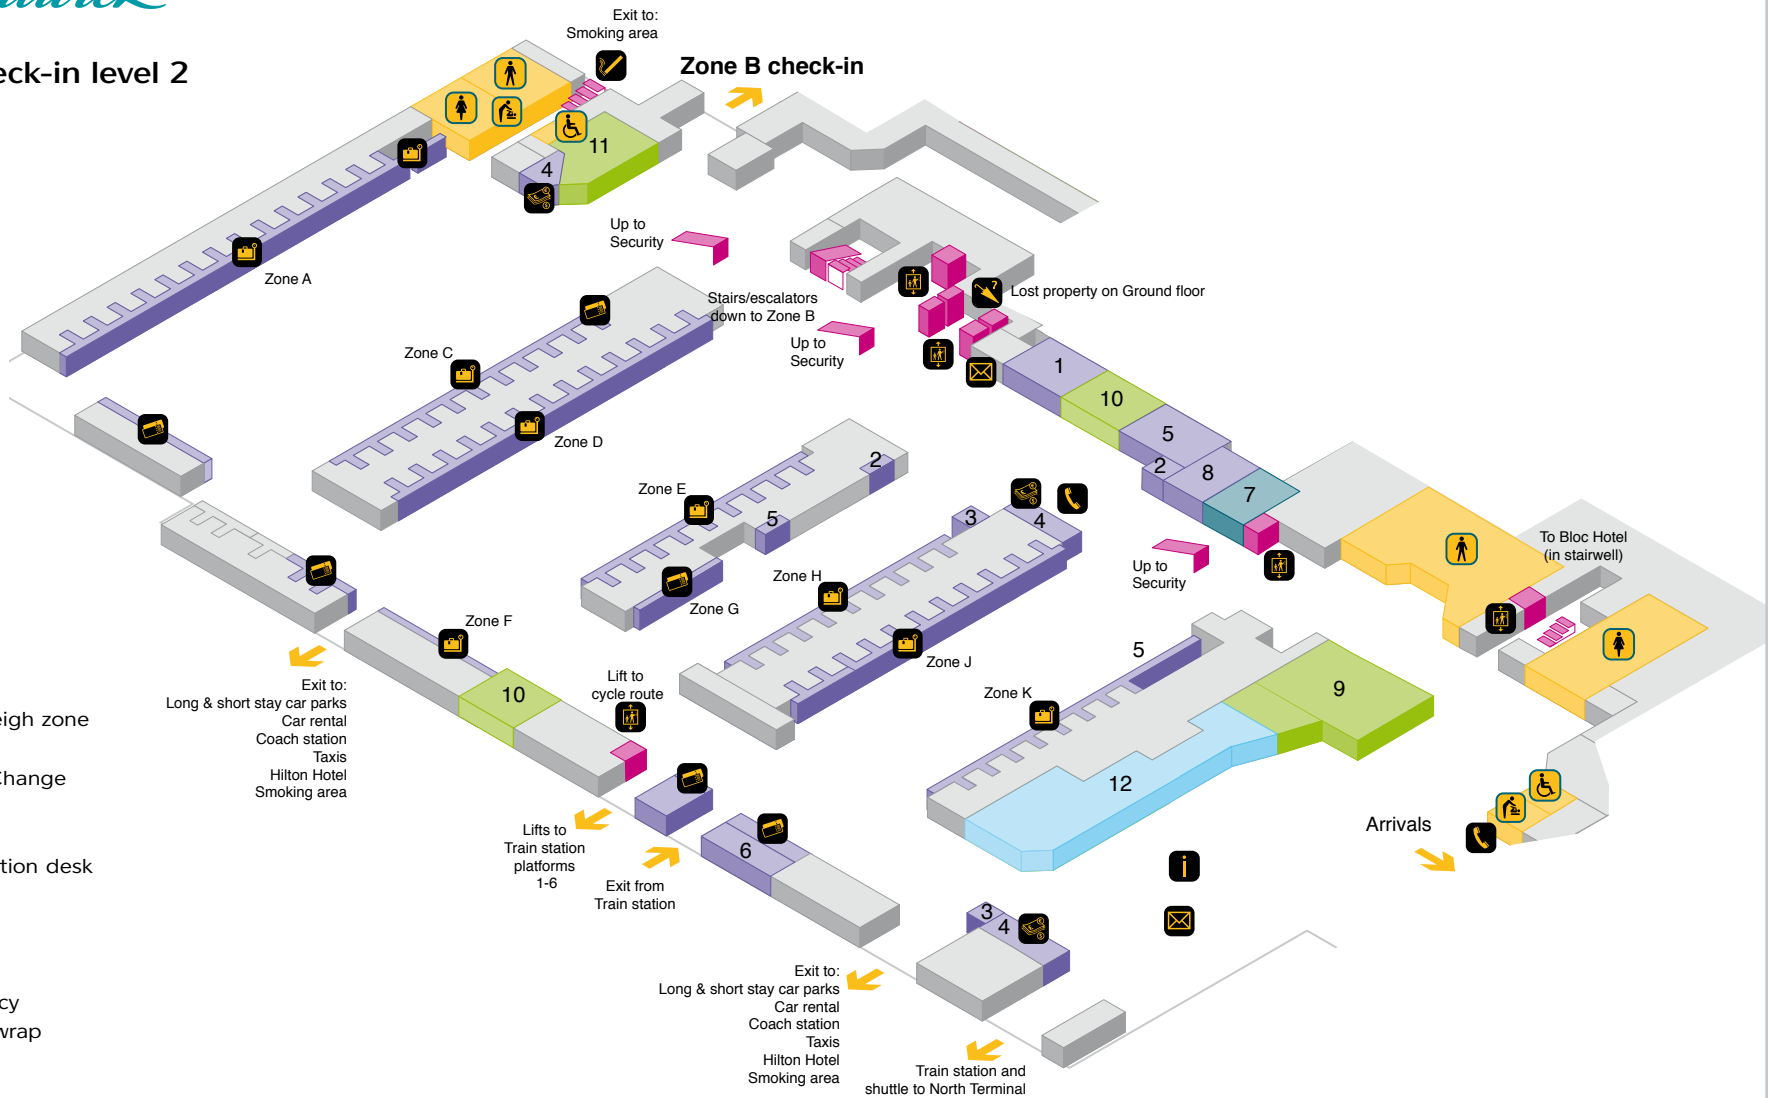 eck-in level 2
Exit to:
Smoking area
Zone B check-in
11
4
Up to
Security
Zone A
Stairs/escalators
down to Zone B
Lost property on Ground floor
Up to
Security
Zone C
Zone D
1
10
5
2
8
7
Zone E
2
5
3
4
Zone G
Zone H
Zone J
Up to
Security
To Bloc Hotel
(in stairwell)
Zone F
10
Lift to
cycle route
5
Zone K
9
12
Exit to:
Long & short stay car parks
Car rental
Coach station
Taxis
Hilton Hotel
Smoking area
eigh zone
Change
tion desk
cy
wrap
Lifts to
Train station
platforms
1-6
6
Exit from
Train station
Arrivals
3
4
Exit to:
Long & short stay car parks
Car rental
Coach station
Taxis
Hilton Hotel
Smoking area
Train station and
shuttle to North Terminal